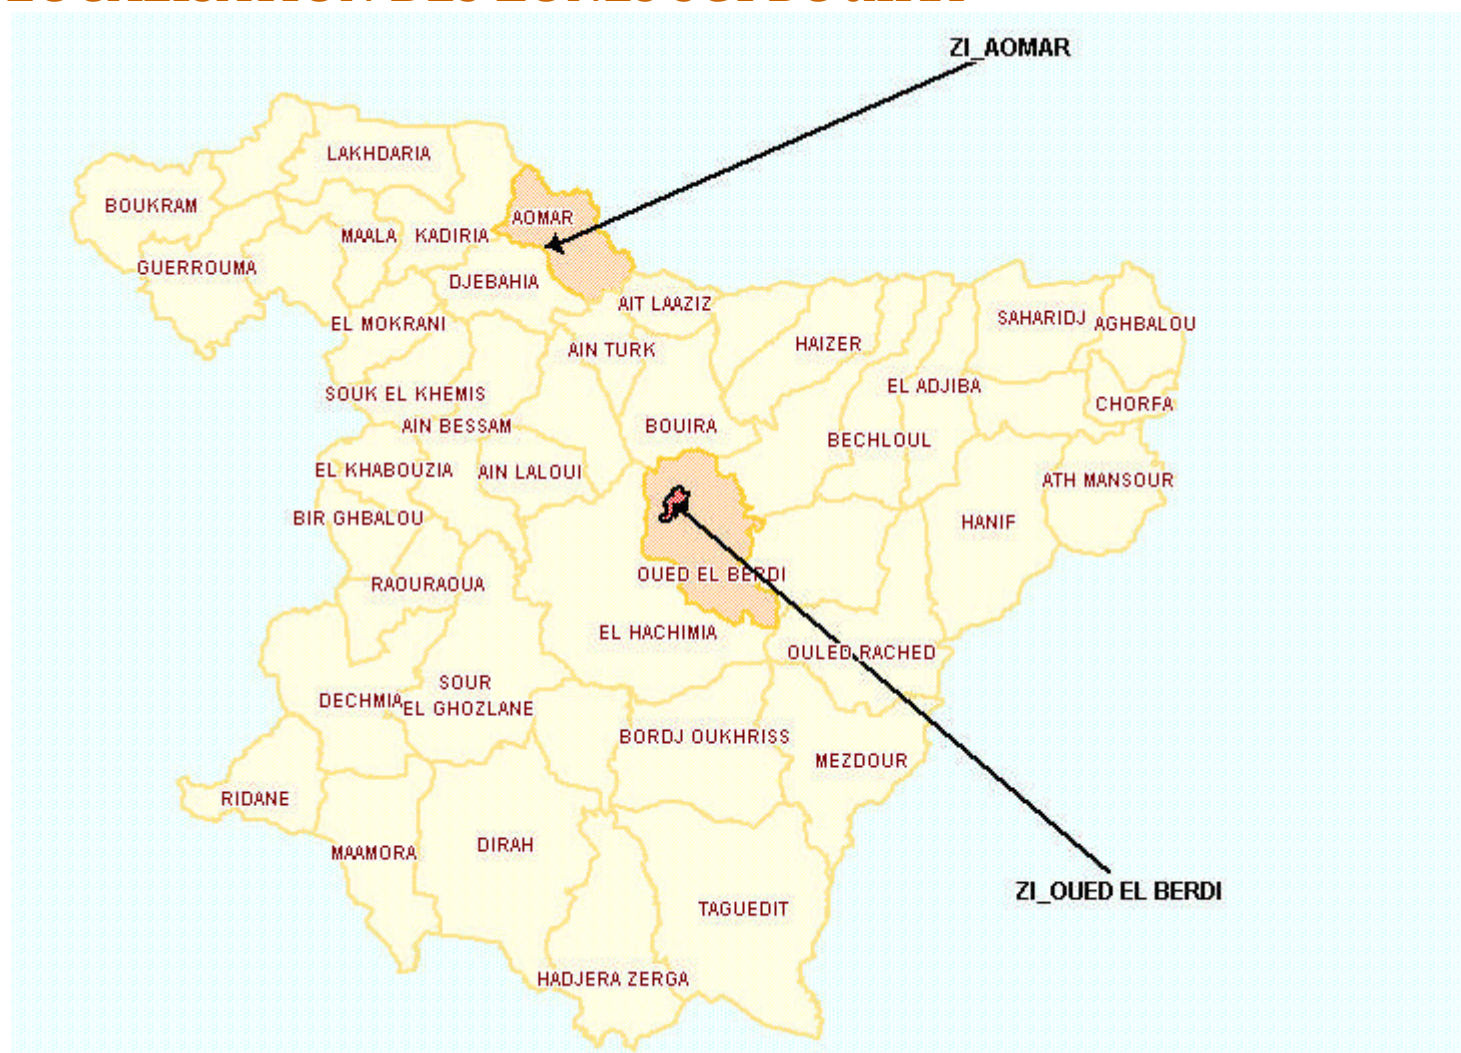 ZI_AOMAR
LAKHDARIA
BOUKRAM
AOMAR
MAALA
KADIRIA
GUERROUMA
DJEBAHIA
AIT LAAZIZ
EL MOKRANI
SAHARIDJ
AGHBALOU
AIN TURK
HAIZER
EL ADJIBA
SOUK EL KHEMIS
CHORFA
AIN BESSAM
BOUIRA
BECHLOUL
EL KHABOUZIA
AIN LALOUI
ATH MANSOUR
BIR GHBALOU
HANIF
OUED EL BERDI
RAOURAOUA
EL HACHIMIA
OULED RACHED
SOUR
EL GHOZLANE
DECHMIA
BORDJ OUKHRISS
MEZDOUR
RIDANE
DIRAH
MAAMORA
ZI_OUED EL BERDI
TAGUEDIT
HADJERA ZERGA